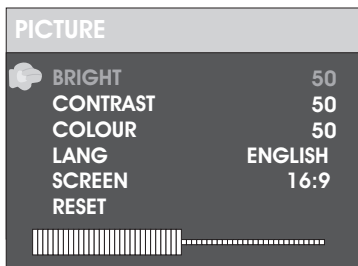 PICTURE
BRIGHT 50
CONTRAST 50
COLOUR 50
LANG ENGLISH
SCREEN 16:9
RESET